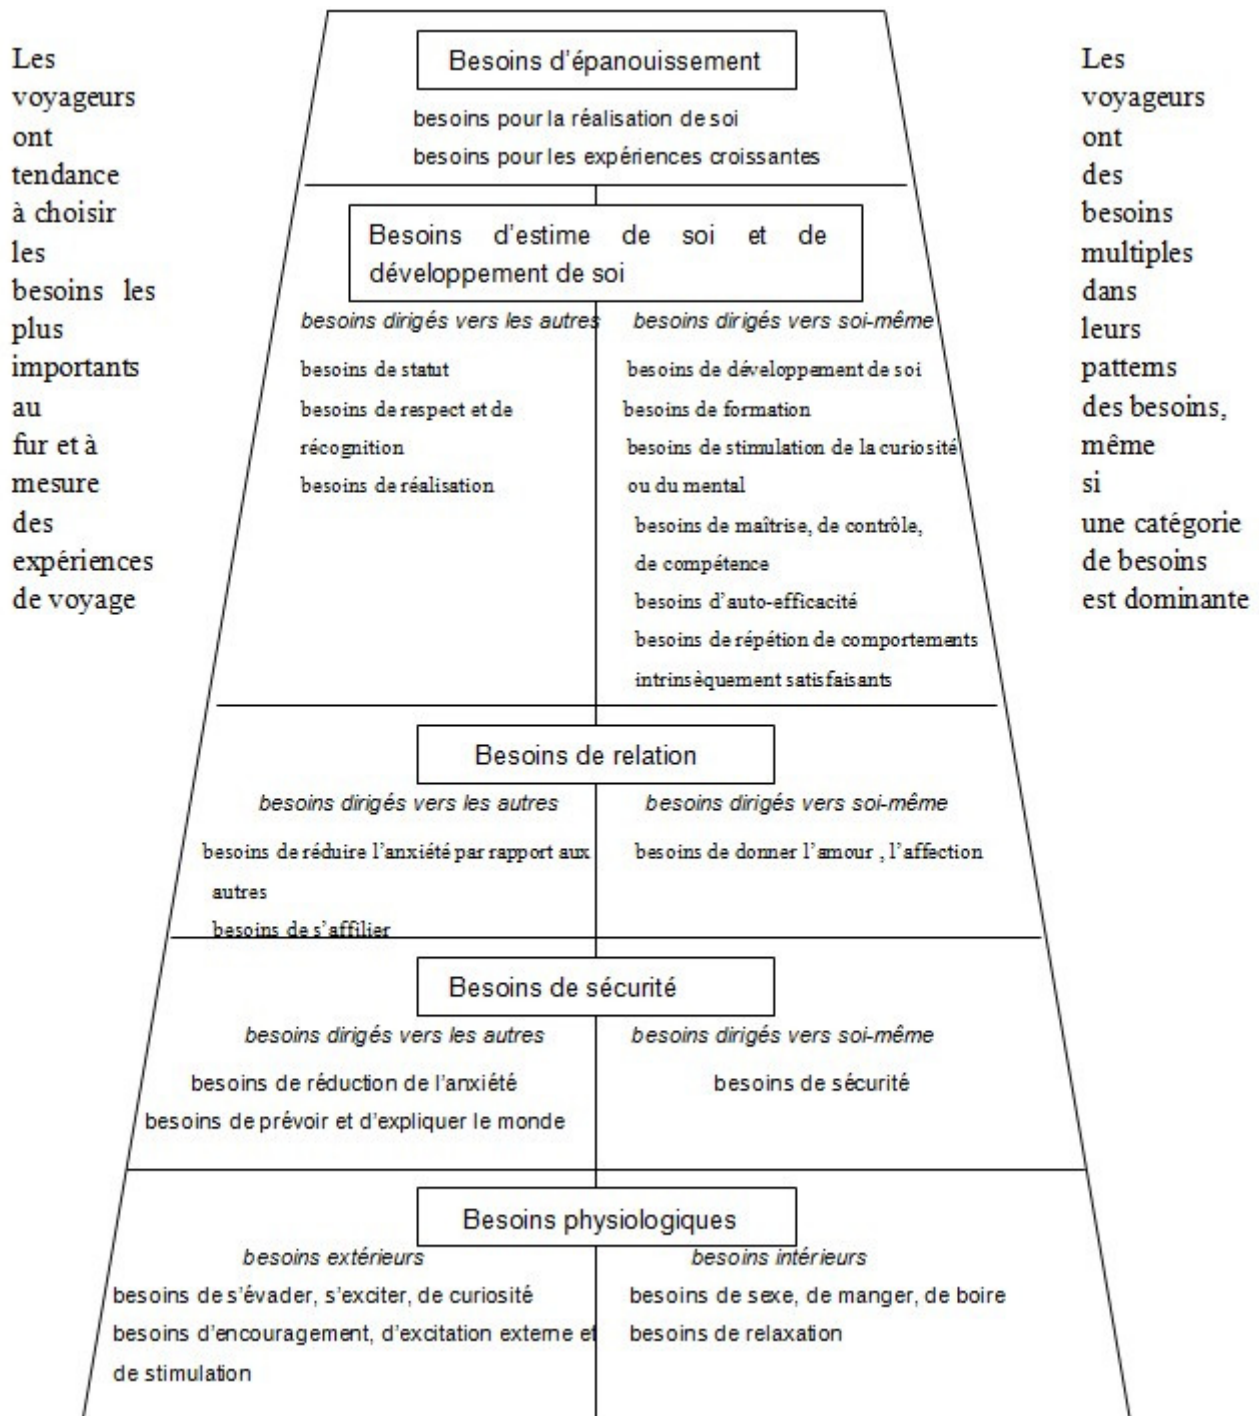 Les
voyageurs
ont
tendance
à choisir
les
besoins les
plus
importants
au
fur et à
mesure
des
expériences
de voyage
Besoins d'épanouissement
besoins pour la réalisation de soi
besoins pour les expériences croissantes
Besoins d'estime de soi et de
développement de soi
besoins dirigés vers les autres
besoins de statut
besoins de respect et de
récognition
besoins de réalisation
besoins dirigés vers soi-même
besoins de développement de soi
besoins de formation
besoins de stimulation de la curiosité
ou du mental
besoins de maîtrise, de contrôle,
de compétence
besoins d'auto-efficacité
besoins de répétion de comportements
intrinsèquement satisfaisants
Besoins de relation
besoins dirigés vers les autres
besoins de réduire l'anxiété par rapport aux
autres
besoins de s'affilier
besoins dirigés vers soi-même
besoins de donner l'amour , l'affection
Besoins de sécurité
besoins dirigés vers les autres
besoins de réduction de l'anxiété
besoins de prévoir et d'expliquer le monde
besoins dirigés vers soi-même
besoins de sécurité
Besoins physiologiques
besoins extérieurs
besoins de s'évader, s'exciter, de curiosité
besoins d'encouragement, d'excitation externe et
de stimulation
besoins intérieurs
besoins de sexe, de manger, de boire
besoins de relaxation
Les
voyageurs
ont
des
besoins
multiples
dans
leurs
patterns
des besoins,
même
si
une catégorie
de besoins
est dominante